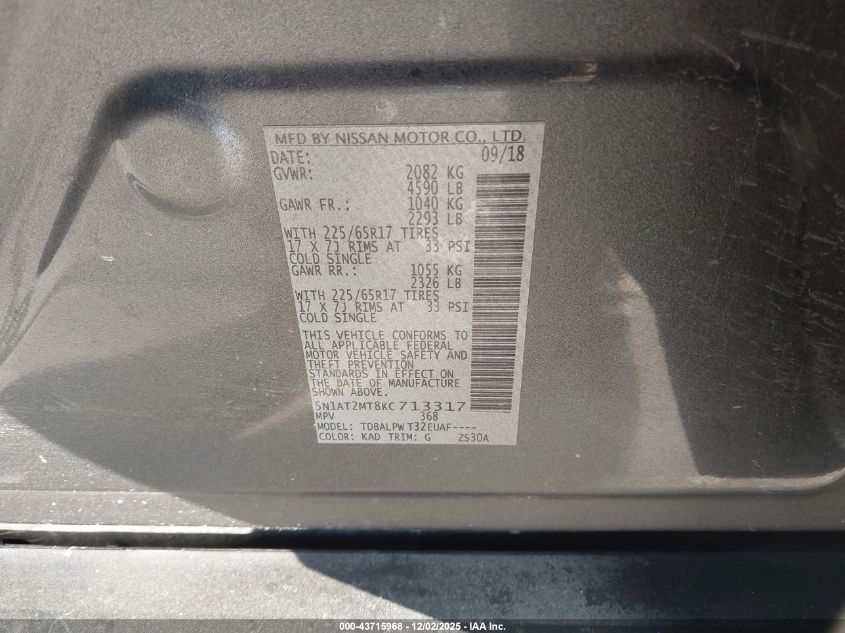 MFD BY NISSAN MOTOR CO., LTD.
DATE: 09/18
GVWR: 2082 KG
4590 LB
GAWR FR.: 1040 KG
2293 LB
WITH 225/65R17 TIRES
17 X 7J RIMS AT 33 PSI
COLD SINGLE
GAWR RR.: 1055 KG
2326 LB
WITH 225/65R17 TIRES
17 X 7J RIMS AT 33 PSI
COLD SINGLE
THIS VEHICLE CONFORMS TO
ALL APPLICABLE FEDERAL
MOTOR VEHICLE SAFETY AND
THEFT PREVENTION
STANDARDS IN EFFECT ON
THE DATE OF MANUFACTURE
SHOWN ABOVE.
5N1AT2MT8KC713317
MPV 368
MODEL: TDBALPW T32EUAF----
COLOR: KAD TRIM: G ZS30A
000-43715968 - 12/02/2025 - IAA Inc.